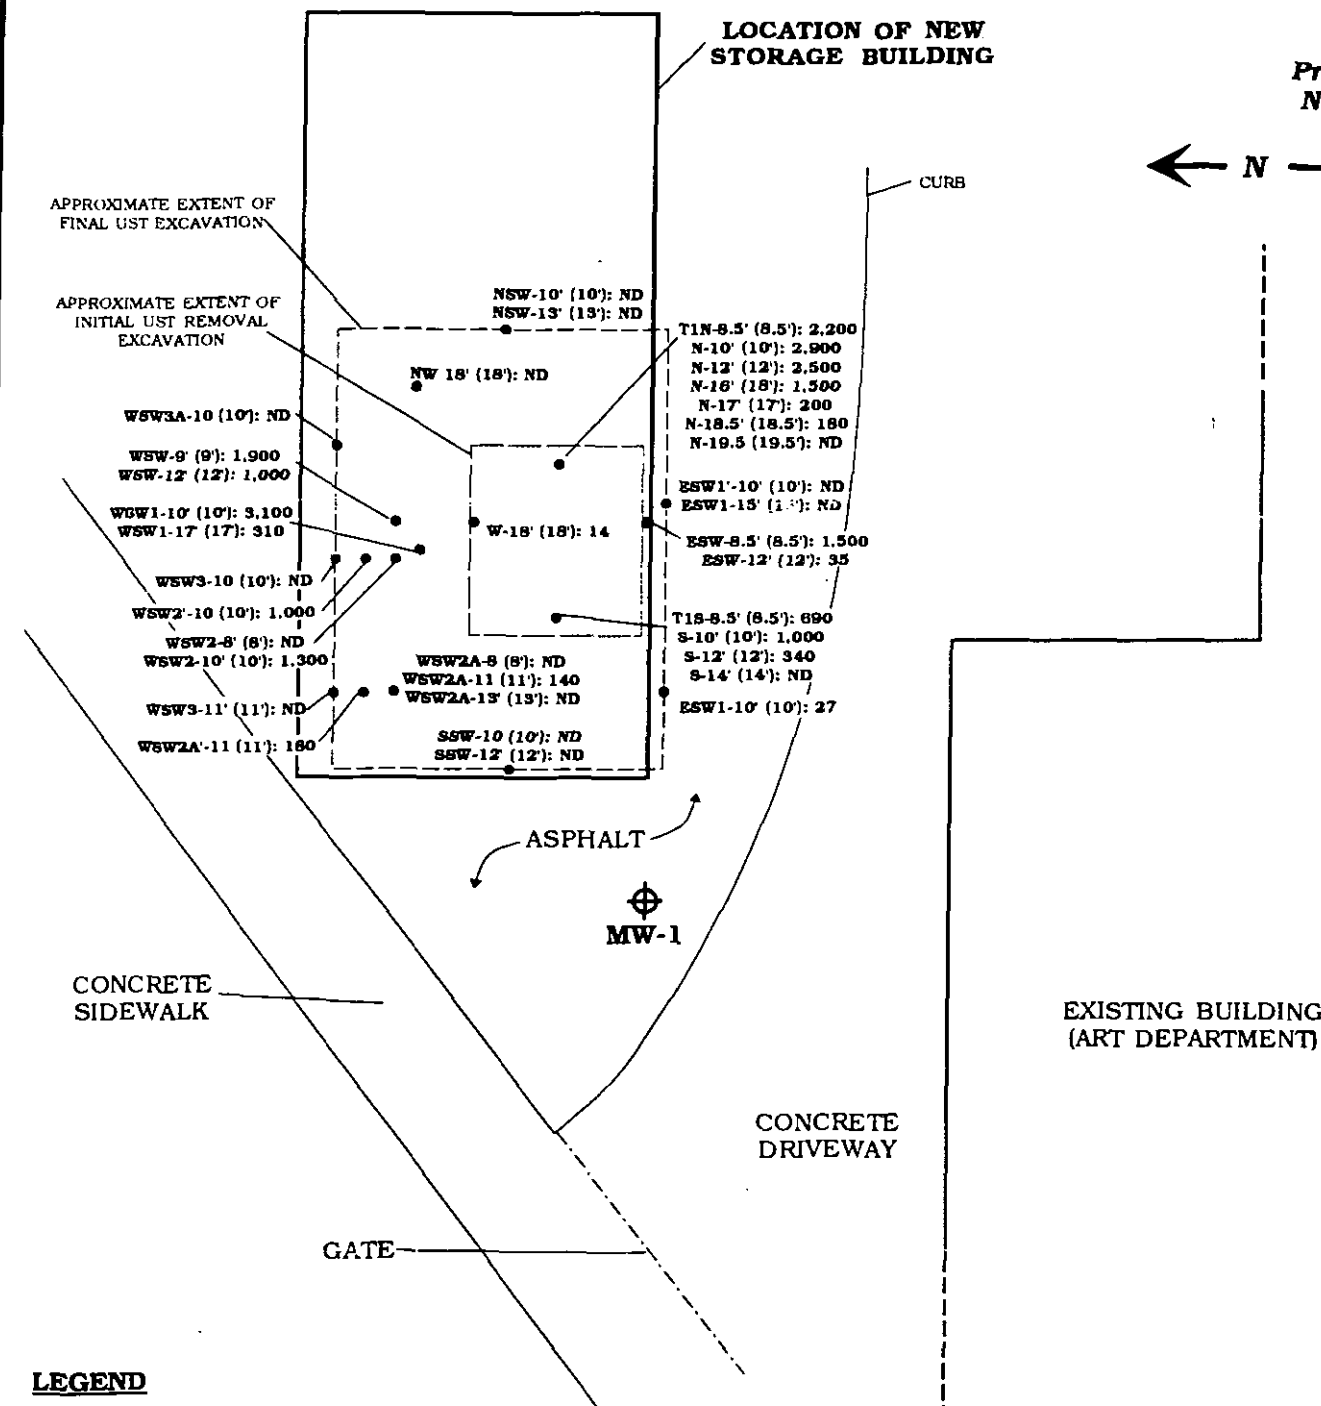 LOCATION OF NEW
STORAGE BUILDING
N
CURB
APPROXIMATE EXTENT OF
FINAL UST EXCAVATION
APPROXIMATE EXTENT OF
INITIAL UST REMOVAL
EXCAVATION
NSW-10' (10'): ND
NSW-13' (13'): ND
T1N-8.5' (8.5'): 2,200
N-10' (10'): 2,900
N-12' (12'): 2,500
N-16' (18'): 1,500
N-17' (17'): 200
N-18.5' (18.5'): 180
N-19.5 (19.5'): ND
NW 18' (18'): ND
WSW3A-10 (10'): ND
WSW-9' (9'): 1,900
WSW-12' (12'): 1,000
WSW1-10' (10'): 3,100
WSW1-17' (17'): 310
W-18' (18'): 14
ESW1'-10' (10'): ND
ESW1-15' ND
ESW-8.5' (8.5'): 1,500
ESW-12' (12'): 35
WSW3-10 (10'): ND
WSW2'-10 (10'): 1,000
WSW2-8' (8'): ND
WSW2-10' (10'): 1,300
T1S-8.5' (8.5'): 690
S-10' (10'): 1,000
S-12' (12'): 340
S-14' (14'): ND
WSW2A-8 (8'): ND
WSW2A-11 (11'): 140
WSW2A-13' (13'): ND
WSW3-11' (11'): ND
ESW1-10' (10'): 27
WSW2A'-11 (11'): 180
SSW-10 (10'): ND
SSW-12' (12'): ND
ASPHALT
MW-1
CONCRETE
SIDEWALK
EXISTING BUILDING
(ART DEPARTMENT)
CONCRETE
DRIVEWAY
GATE
LEGEND